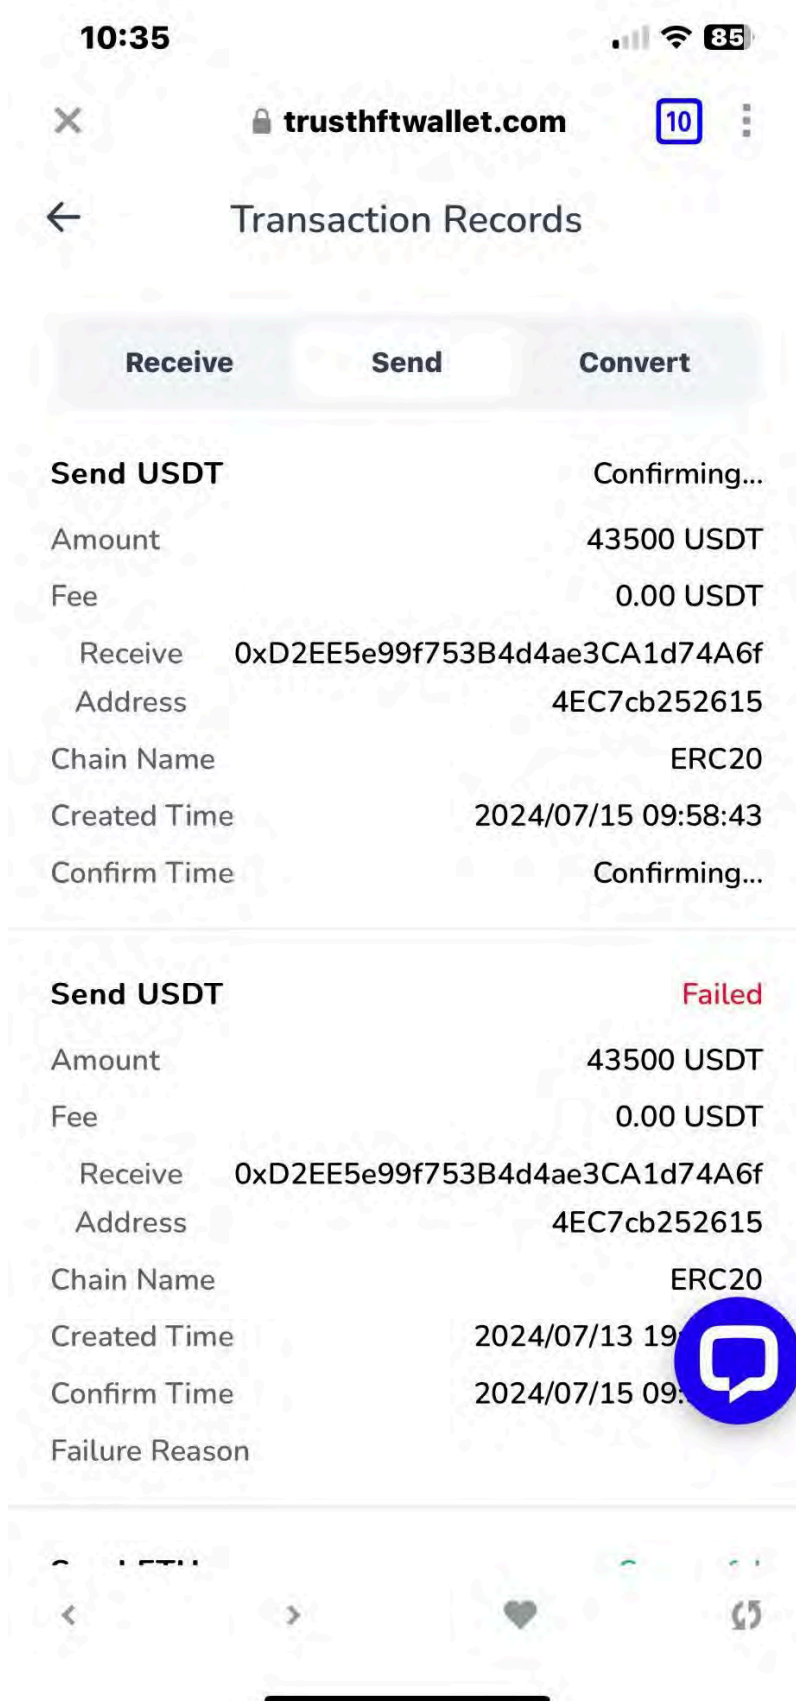 10:35
85
trusthftwallet.com
10
Transaction Records
Receive Send Convert
Send USDT Confirming...
Amount 43500 USDT
Fee 0.00 USDT
Receive 0xD2EE5e99f753B4d4ae3CA1d74A6f
Address 4EC7cb252615
Chain Name ERC20
Created Time 2024/07/15 09:58:43
Confirm Time Confirming...
Send USDT Failed
Amount 43500 USDT
Fee 0.00 USDT
Receive 0xD2EE5e99f753B4d4ae3CA1d74A6f
Address 4EC7cb252615
Chain Name ERC20
Created Time 2024/07/13 19:
Confirm Time 2024/07/15 09:
Failure Reason